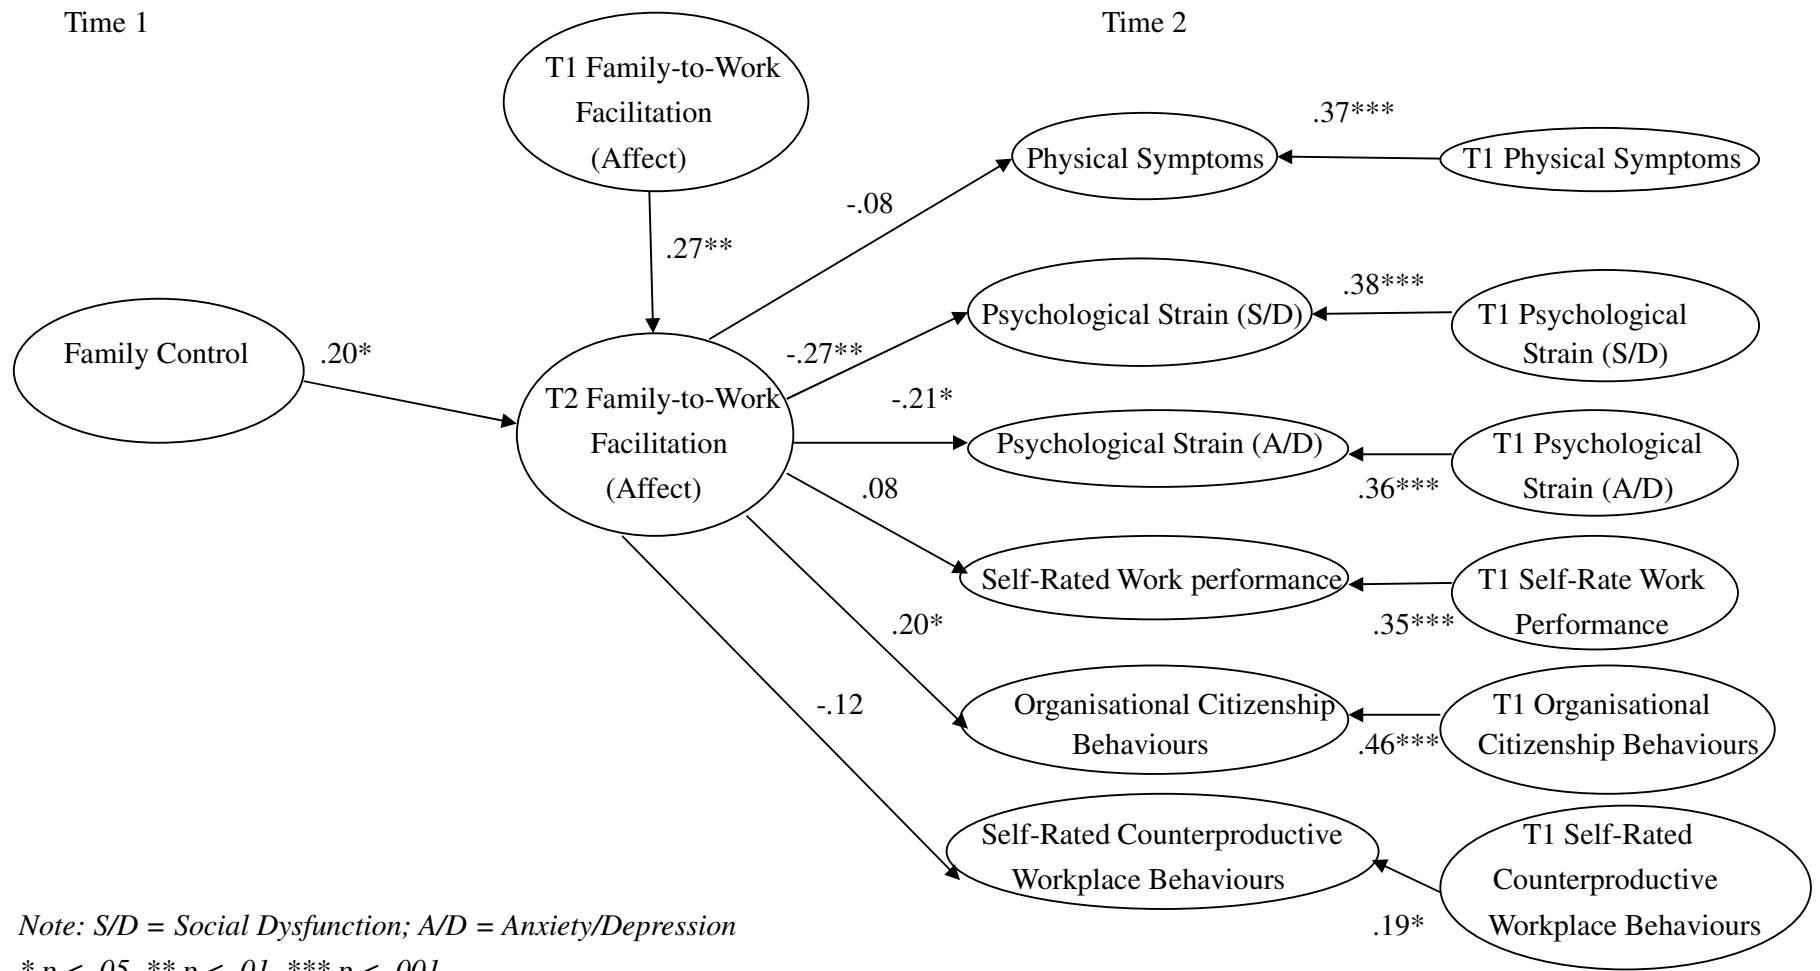 Time 1
Time 2
T1 Family-to-Work
Facilitation
(Affect)
.27**
Family Control
.20*
T2 Family-to-Work
Facilitation
(Affect)
-.08
Physical Symptoms
.37***
T1 Physical Symptoms
-.27**
Psychological Strain (S/D)
.38***
T1 Psychological
Strain (S/D)
-.21*
Psychological Strain (A/D)
.36***
T1 Psychological
Strain (A/D)
.08
Self-Rated Work performance
.35***
T1 Self-Rate Work
Performance
.20*
Organisational Citizenship
Behaviours
.46***
T1 Organisational
Citizenship Behaviours
-.12
Self-Rated Counterproductive
Workplace Behaviours
.19*
T1 Self-Rated
Counterproductive
Workplace Behaviours
Note: S/D = Social Dysfunction; A/D = Anxiety/Depression
* p < .05, ** p < .01, *** p < .001